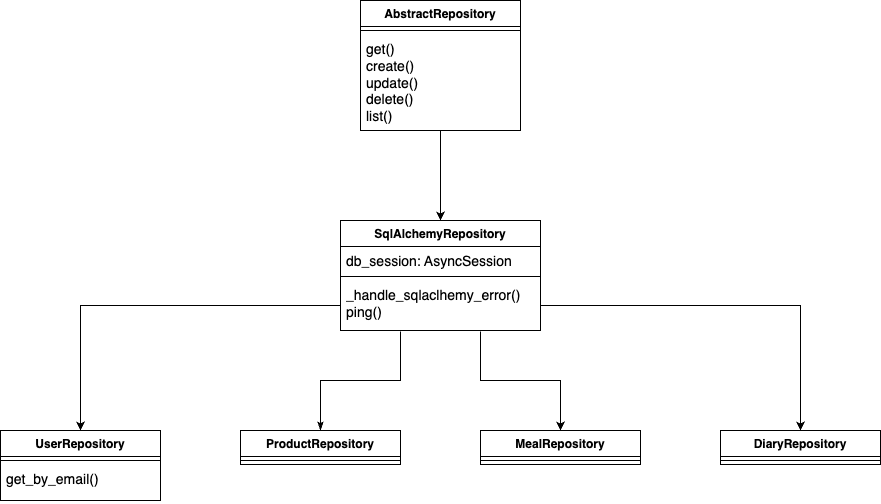 AbstractRepository
get()
create()
update()
delete()
list()
SqlAlchemyRepository
db_session: AsyncSession
_handle_sqlaclhemy_error()
ping()
UserRepository
get_by_email()
ProductRepository
MealRepository
DiaryRepository